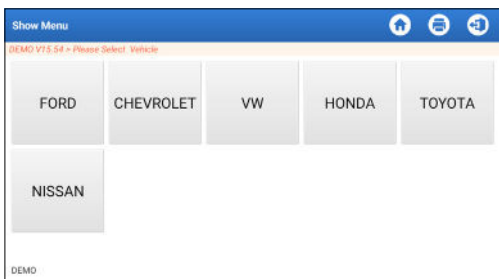 Show Menu
DEMO V15.54 > Please Select Vehicle
FORD CHEVROLET VW HONDA TOYOTA
NISSAN
DEMO